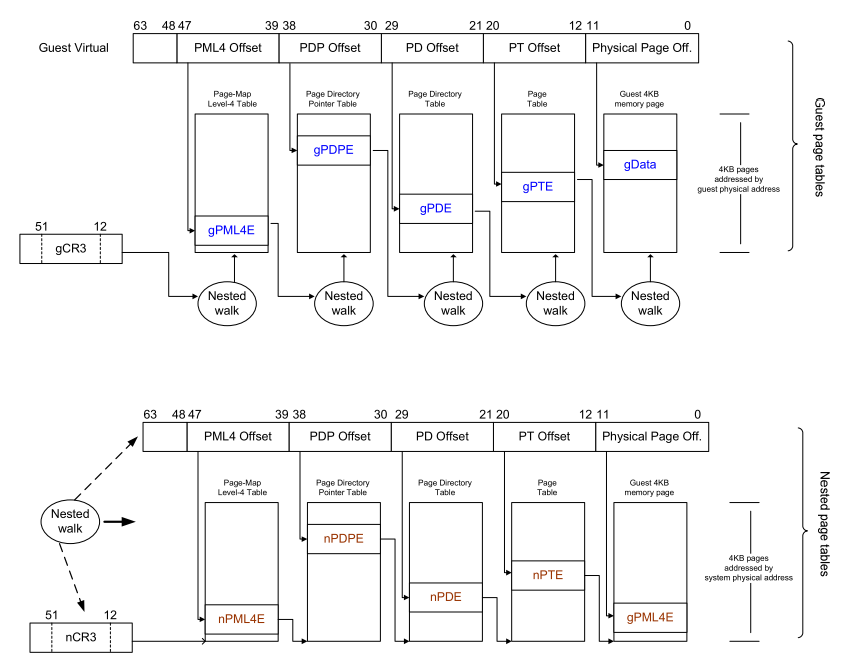 63 48 47 39 38 30 29 21 20 12 11 0
Guest Virtual
PML4 Offset
PDP Offset
PD Offset
PT Offset
Physical Page Off.
Page-Map
Level-4 Table
Page Directory
Pointer Table
Page Directory
Table
Page
Table
Guest 4KB
memory page
gPML4E
gPDPE
gPDE
gPTE
gData
4KB pages
addressed by
guest physical address
Guest page tables
51 12
gCR3
Nested
walk
Nested
walk
Nested
walk
Nested
walk
Nested
walk
63 48 47 39 38 30 29 21 20 12 11 0
PML4 Offset
PDP Offset
PD Offset
PT Offset
Physical Page Off.
Page-Map
Level-4 Table
Page Directory
Pointer Table
Page Directory
Table
Page
Table
Guest 4KB
memory page
Nested
walk
nPML4E
nPDPE
nPDE
nPTE
gPML4E
4KB pages
addressed by
system physical address
Nested page tables
51 12
nCR3